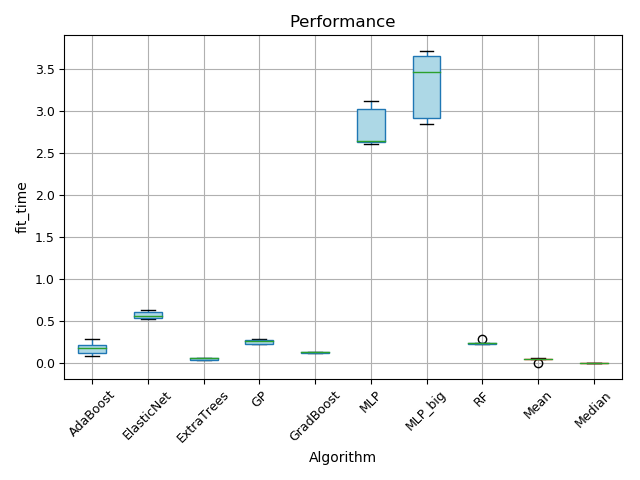 Performance
fit_time
3.5
3.0
2.5
2.0
1.5
1.0
0.5
0.0
AdaBoost
ElasticNet
ExtraTrees
GP
GradBoost
MLP
MLP_big
RF
Mean
Median
Algorithm